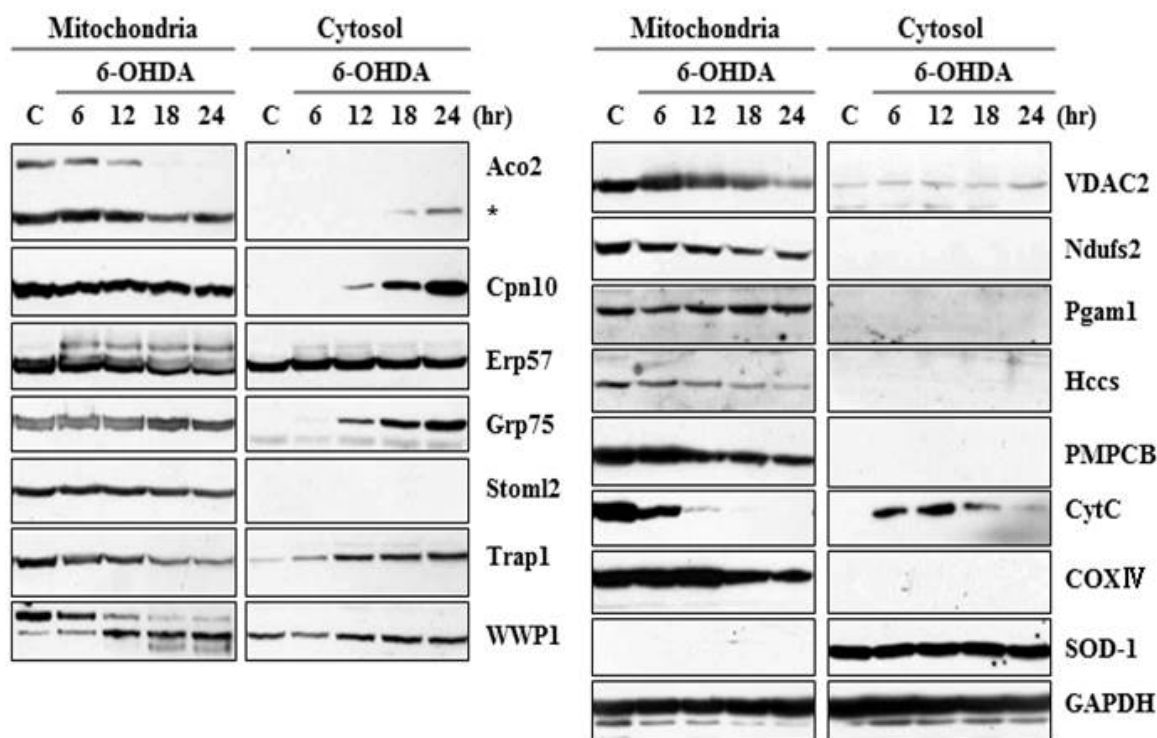 Mitochondria Cytosol
6-OHDA 6-OHDA
C 6 12 18 24 C 6 12 18 24 (hr)
Aco2
*
Cpn10
Erp57
Grp75
Stoml2
Trap1
WWP1
Mitochondria Cytosol
6-OHDA 6-OHDA
C 6 12 18 24 C 6 12 18 24 (hr)
VDAC2
Ndufs2
Pgam1
Hccs
PMPCB
CytC
COXⅣ
SOD-1
GAPDH